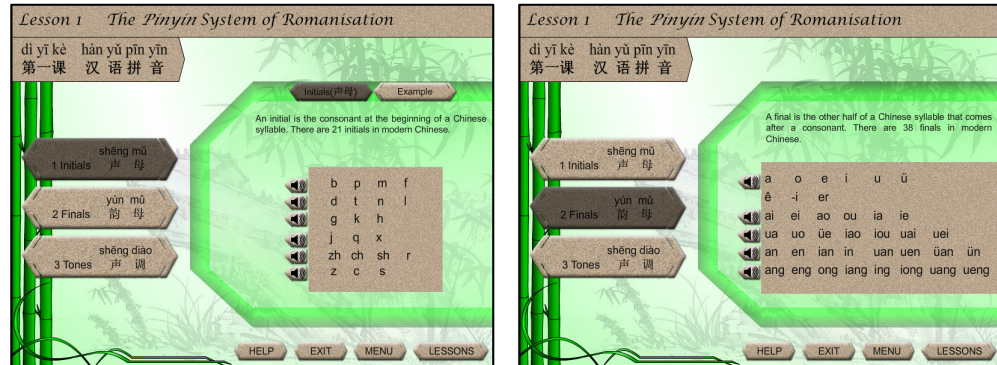 Lesson 1 The Pinyin System of Romanisation
dì yī kè hàn yǔ pīn yīn
第一课 汉 语 拼 音
Initials(声母) Example
An initial is the consonant at the beginning of a Chinese
syllable. There are 21 initials in modern Chinese.
shēng mǔ
1 Initials 声 母
yùn mǔ
2 Finals 韵 母
shēng diào
3 Tones 声 调
b p m f
d t n l
g k h
j q x
zh ch sh r
z c s
HELP EXIT MENU LESSONS
Lesson 1 The Pinyin System of Romanisation
dì yī kè hàn yǔ pīn yīn
第一课 汉 语 拼 音
A final is the other half of a Chinese syllable that comes
after a consonant. There are 38 finals in modern
Chinese.
shēng mǔ
1 Initials 声 母
yùn mǔ
2 Finals 韵 母
shēng diào
3 Tones 声 调
a o e i u ü
ê -i er
ai ei ao ou ia ie
ua uo üe iao iou uai uei
an en ian in uan uen üan ün
ang eng ong iang ing iong uang ueng
HELP EXIT MENU LESSONS